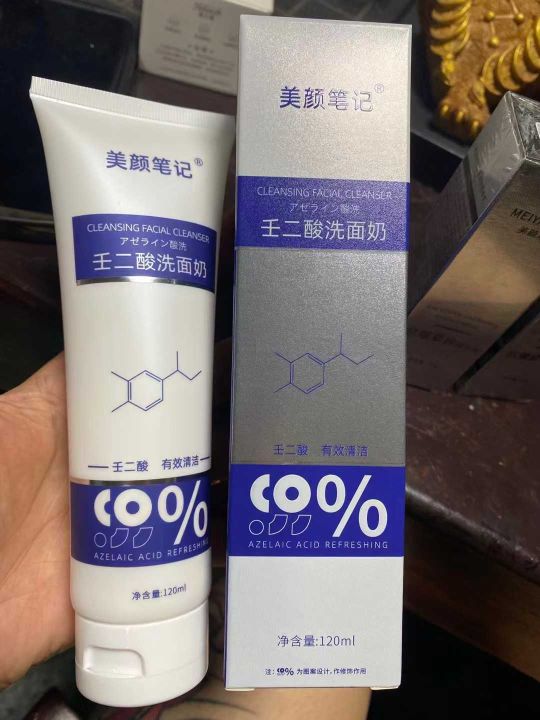 美颜笔记®
CLEANSING FACIAL CLEANSER
アゼライン酸洗
壬二酸洗面奶
壬二酸 有效清洁
%
AZELAIC ACID REFRESHING
净含量:120ml
美颜笔记®
CLEANSING FACIAL CLEANSER
アゼライン酸洗
壬二酸洗面奶
壬二酸 有效清洁
%
AZELAIC ACID REFRESHING
净含量:120ml
注: % 为图案设计,作修饰作用
MEIYA